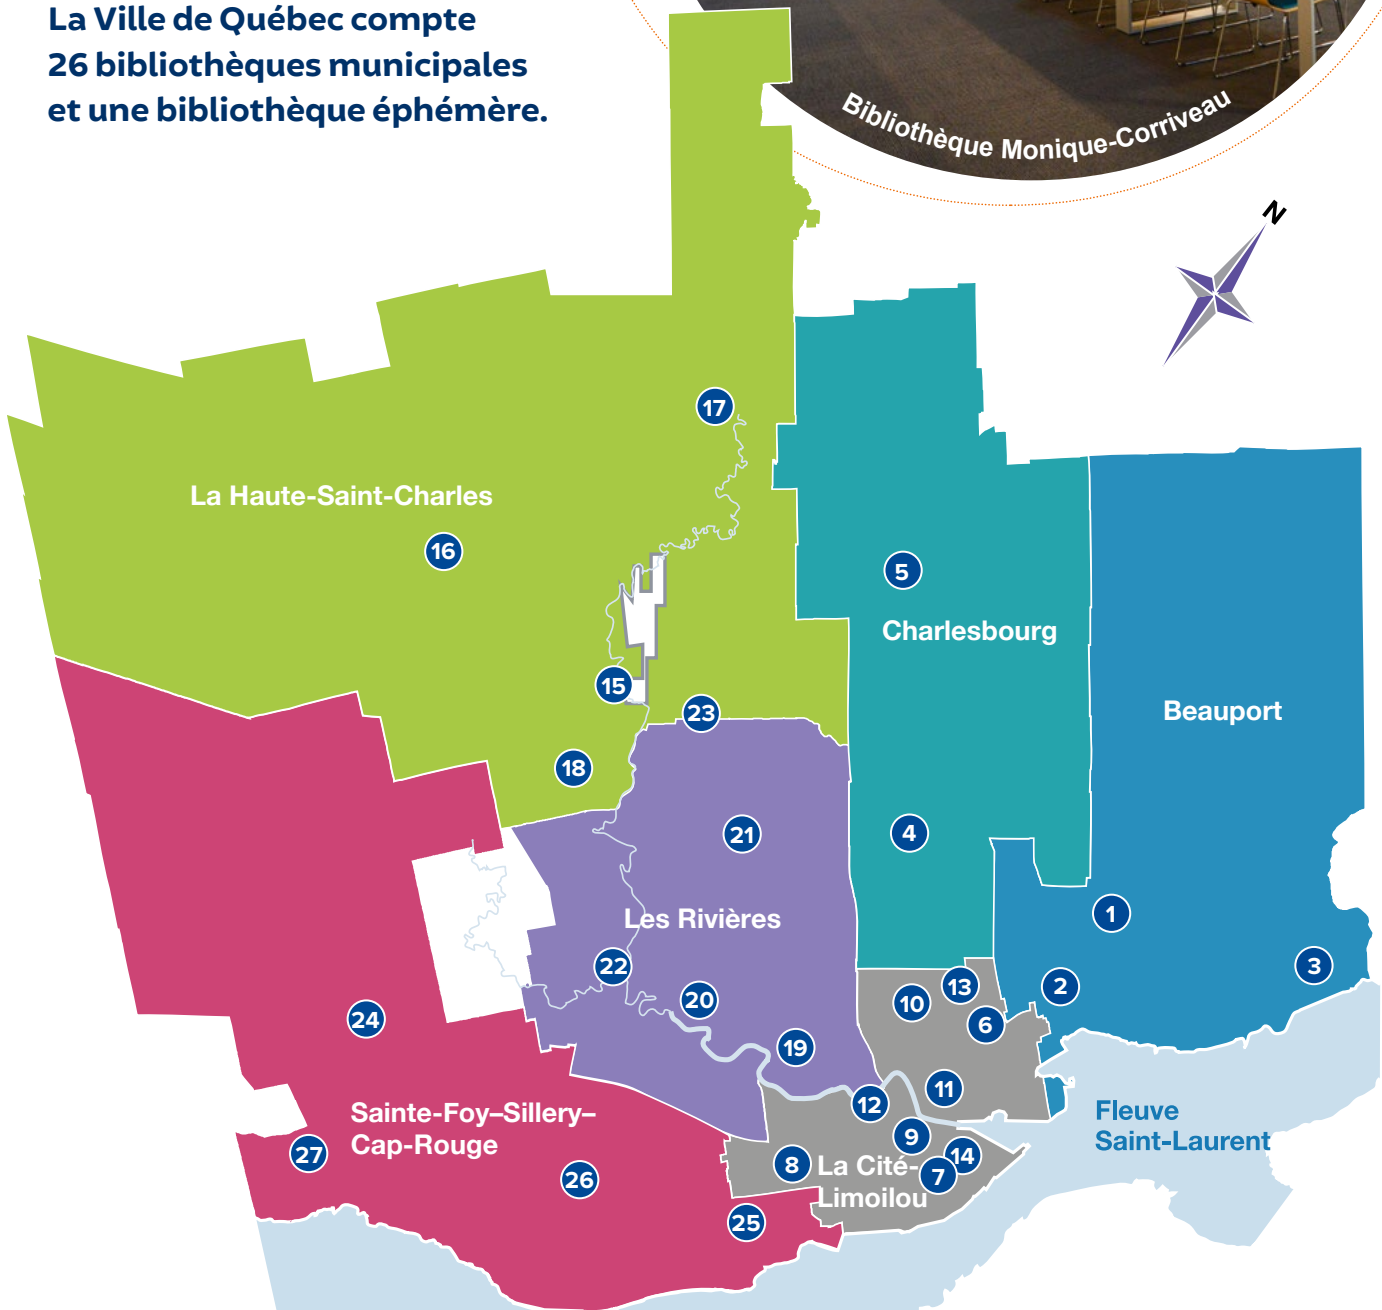 La Ville de Québec compte
26 bibliothèques municipales
et une bibliothèque éphémère.
Bibliothèque Monique-Corriveau
N
17
La Haute-Saint-Charles
16
5
Charlesbourg
15
23
Beauport
18
21
4
1
Les Rivières
22
3
2
13
20
10
24
6
19
11
12
Sainte-Foy–Sillery–
Cap-Rouge
Fleuve
Saint-Laurent
9
27
14
8
La Cité-
Limoilou
7
26
25